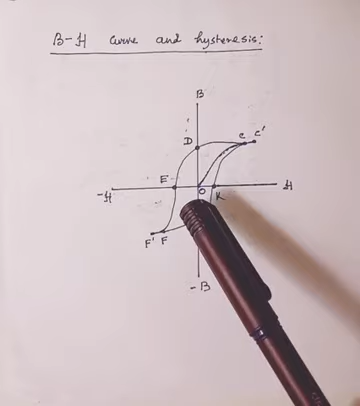 B-H curve and hysteresis:
B
D
C C'
E
-H O K H
F' F
-B